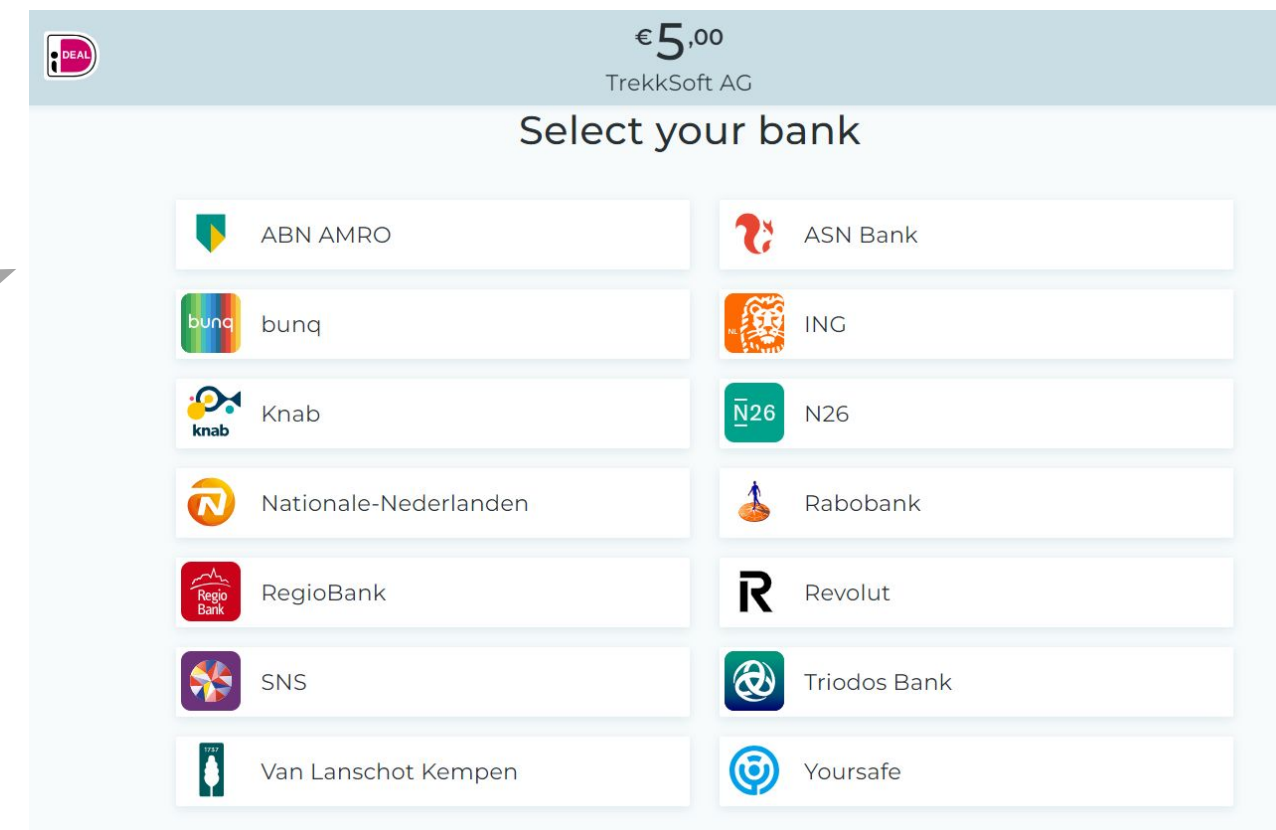 DEAL
€5,00
TrekkSoft AG
Select your bank
ABN AMRO
ASN Bank
bunq
bunq
NL
ING
knab
Knab
N26
N26
Nationale-Nederlanden
Rabobank
Regio
Bank
RegioBank
Revolut
SNS
Triodos Bank
1737
Van Lanschot Kempen
Yoursafe